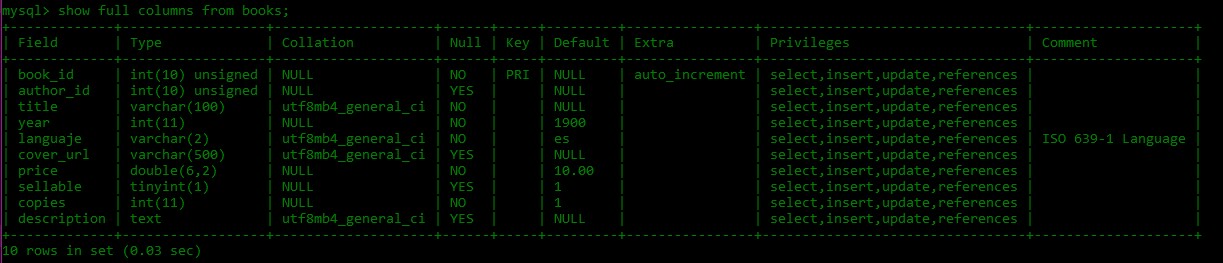 mysql> show full columns from books;
+-------------+------------------+--------------------+------+-----+---------+----------------+---------------------------------+--------------------+
| Field       | Type             | Collation          | Null | Key | Default | Extra          | Privileges                      | Comment            |
+-------------+------------------+--------------------+------+-----+---------+----------------+---------------------------------+--------------------+
| book_id     | int(10) unsigned | NULL               | NO   | PRI | NULL    | auto_increment | select,insert,update,references |                    |
| author_id   | int(10) unsigned | NULL               | YES  |     | NULL    |                | select,insert,update,references |                    |
| title       | varchar(100)     | utf8mb4_general_ci | NO   |     | NULL    |                | select,insert,update,references |                    |
| year        | int(11)          | NULL               | NO   |     | 1900    |                | select,insert,update,references |                    |
| languaje    | varchar(2)       | utf8mb4_general_ci | NO   |     | es      |                | select,insert,update,references | ISO 639-1 Language |
| cover_url   | varchar(500)     | utf8mb4_general_ci | YES  |     | NULL    |                | select,insert,update,references |                    |
| price       | double(6,2)      | NULL               | NO   |     | 10.00   |                | select,insert,update,references |                    |
| sellable    | tinyint(1)       | NULL               | YES  |     | 1       |                | select,insert,update,references |                    |
| copies      | int(11)          | NULL               | NO   |     | 1       |                | select,insert,update,references |                    |
| description | text             | utf8mb4_general_ci | YES  |     | NULL    |                | select,insert,update,references |                    |
+-------------+------------------+--------------------+------+-----+---------+----------------+---------------------------------+--------------------+
10 rows in set (0.03 sec)